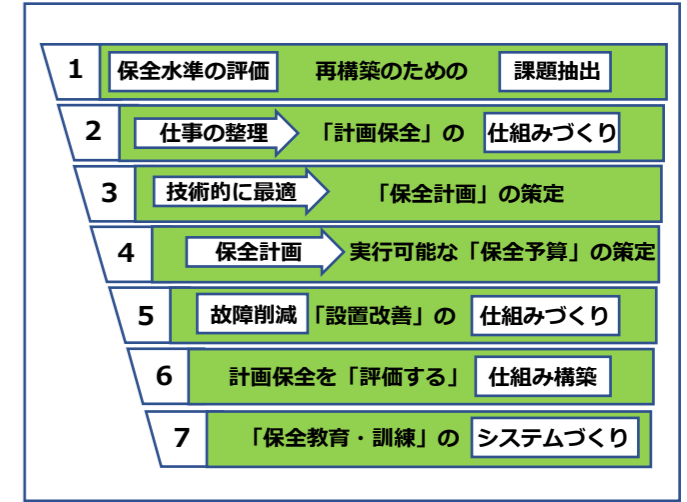 1 保全水準の評価 再構築のための 課題抽出
2 仕事の整理 「計画保全」の 仕組みづくり
3 技術的に最適 「保全計画」の策定
4 保全計画 実行可能な「保全予算」の策定
5 故障削減 「設置改善」の 仕組みづくり
6 計画保全を「評価する」 仕組み構築
7 「保全教育・訓練」の システムづくり